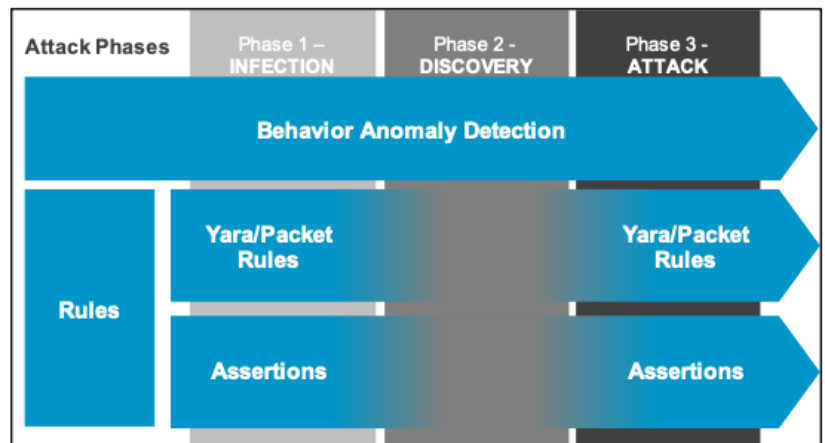 Attack Phases
Phase 1 –
INFECTION
Phase 2 -
DISCOVERY
Phase 3 -
ATTACK
Behavior Anomaly Detection
Rules
Yara/Packet
Rules
Yara/Packet
Rules
Assertions
Assertions